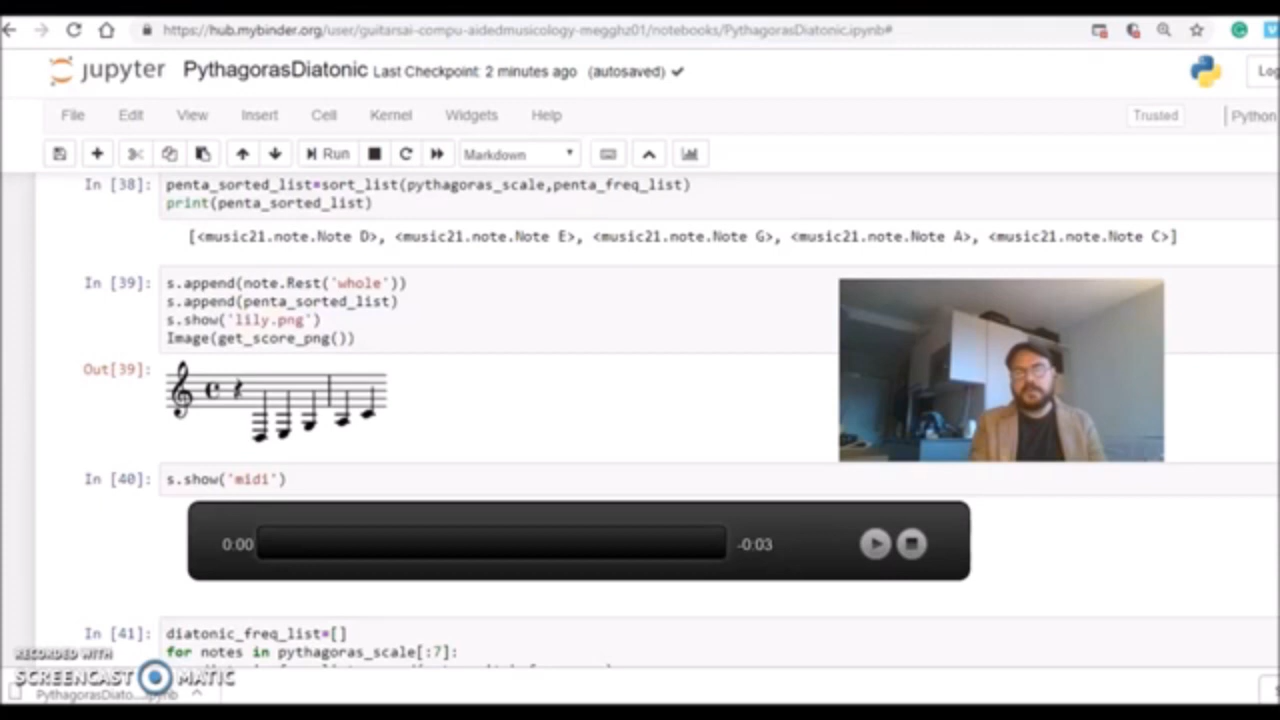 https://hub.mybinder.org/user/guitarsai-compu-aidedmusicology-megghz01/notebooks/PythagorasDiatonic.ipynb#
jupyter PythagorasDiatonic Last Checkpoint: 2 minutes ago (autosaved)
File Edit View Insert Cell Kernel Widgets Help Trusted Python
Run Markdown
In [38]: penta_sorted_list=sort_list(pythagoras_scale,penta_freq_list)
print(penta_sorted_list)
[<music21.note.Note D>, <music21.note.Note E>, <music21.note.Note G>, <music21.note.Note A>, <music21.note.Note C>]
In [39]: s.append(note.Rest('whole'))
s.append(penta_sorted_list)
s.show('lily.png')
Image(get_score_png())
Out[39]:
In [40]: s.show('midi')
0:00 -0:03
In [41]: diatonic_freq_list=[]
for notes in pythagoras_scale[:7]:
RECORDED WITH
SCREENCAST MATIC
PythagorasDiato....ipynb